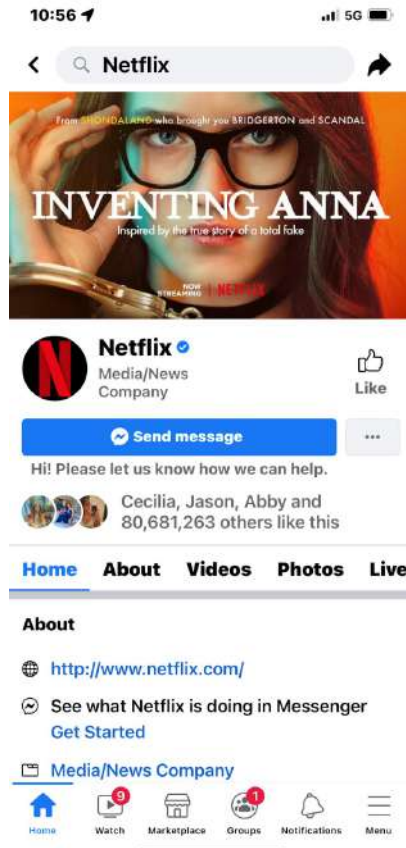 10:56
5G
Netflix
From SHONDALAND who brought you BRIDGERTON and SCANDAL
INVENTING ANNA
Inspired by the true story of a total fake
NOW
STREAMING | NETFLIX
N
Netflix
Media/News
Company
Like
Send message
...
Hi! Please let us know how we can help.
Cecilia, Jason, Abby and
80,681,263 others like this
Home About Videos Photos Live
About
http://www.netflix.com/
See what Netflix is doing in Messenger
Get Started
Media/News Company
9
1
Home Watch Marketplace Groups Notifications Menu